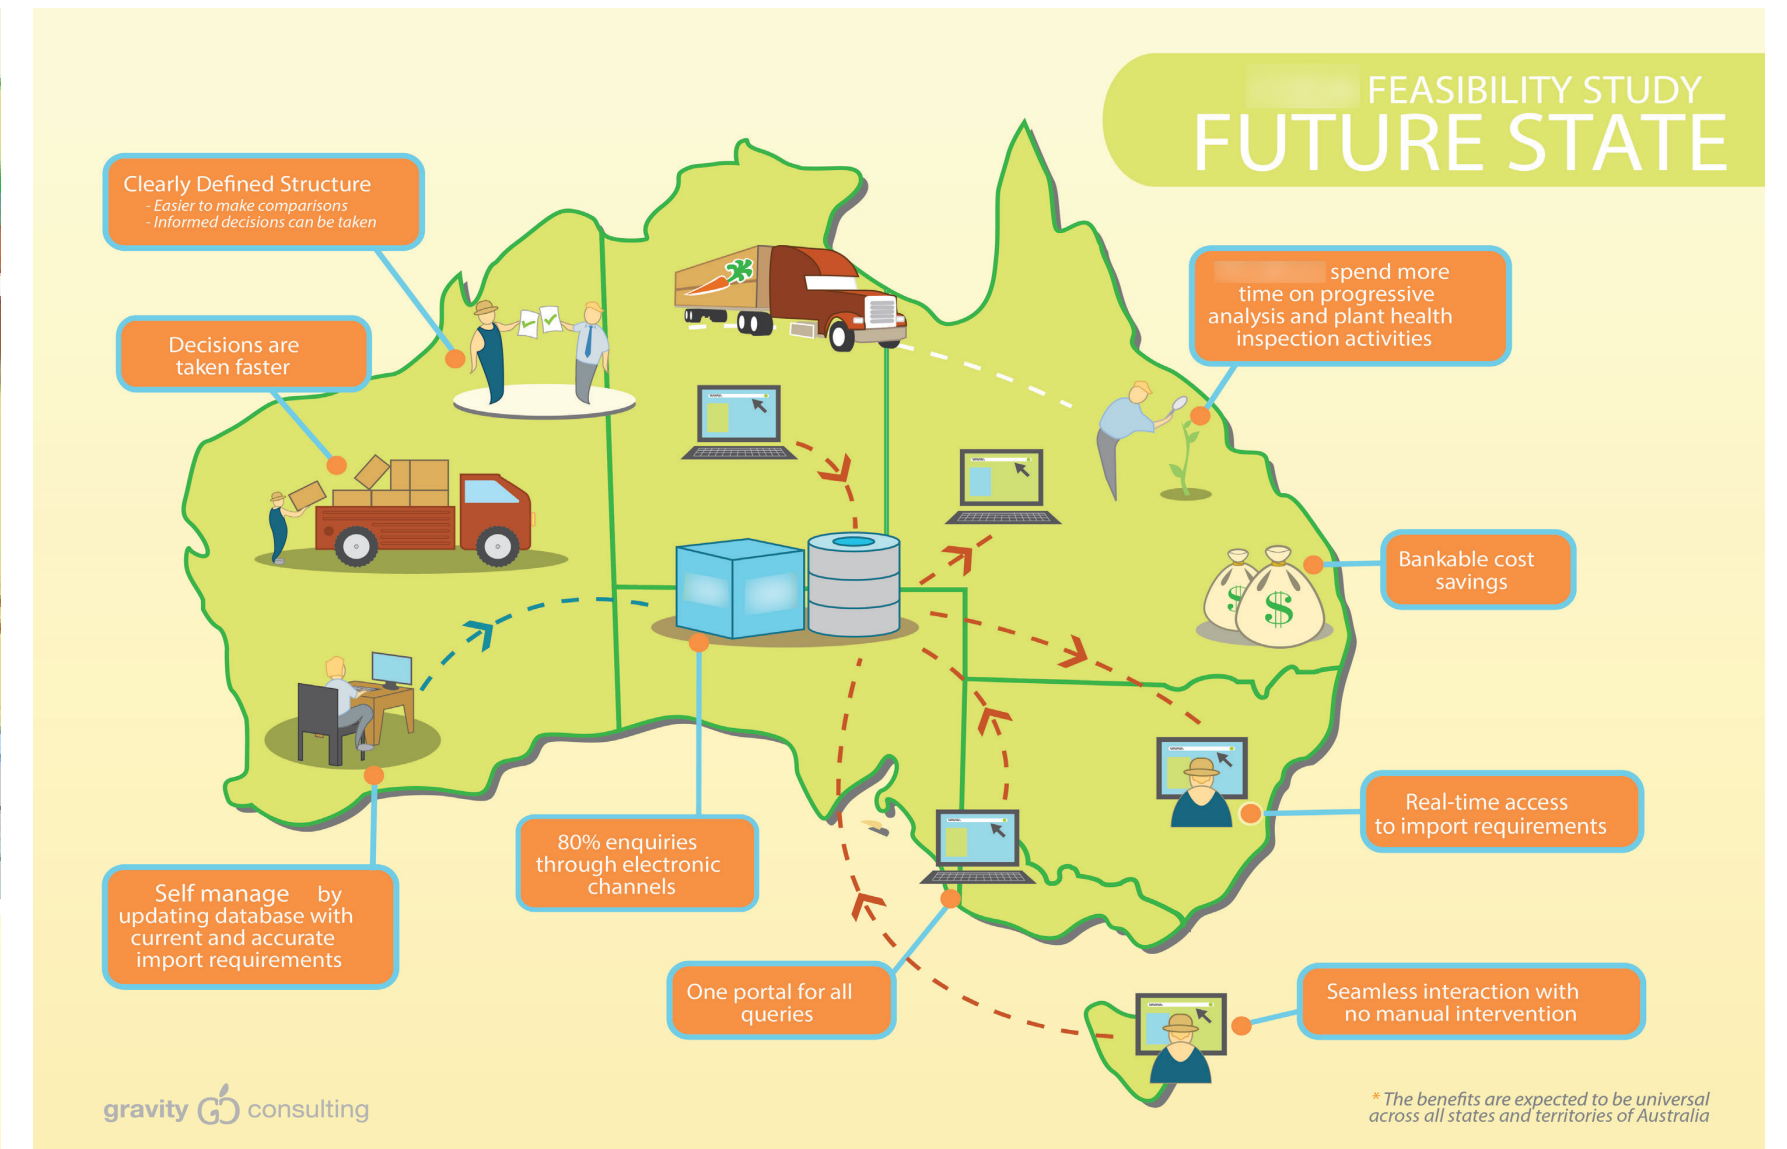 FEASIBILITY STUDY
FUTURE STATE
Clearly Defined Structure
- Easier to make comparisons
- Informed decisions can be taken
Decisions are
taken faster
spend more
time on progressive
analysis and plant health
inspection activities
Bankable cost
savings
Real-time access
to import requirements
80% enquiries
through electronic
channels
Self manage by
updating database with
current and accurate
import requirements
One portal for all
queries
Seamless interaction with
no manual intervention
gravity consulting
* The benefits are expected to be universal
across all states and territories of Australia